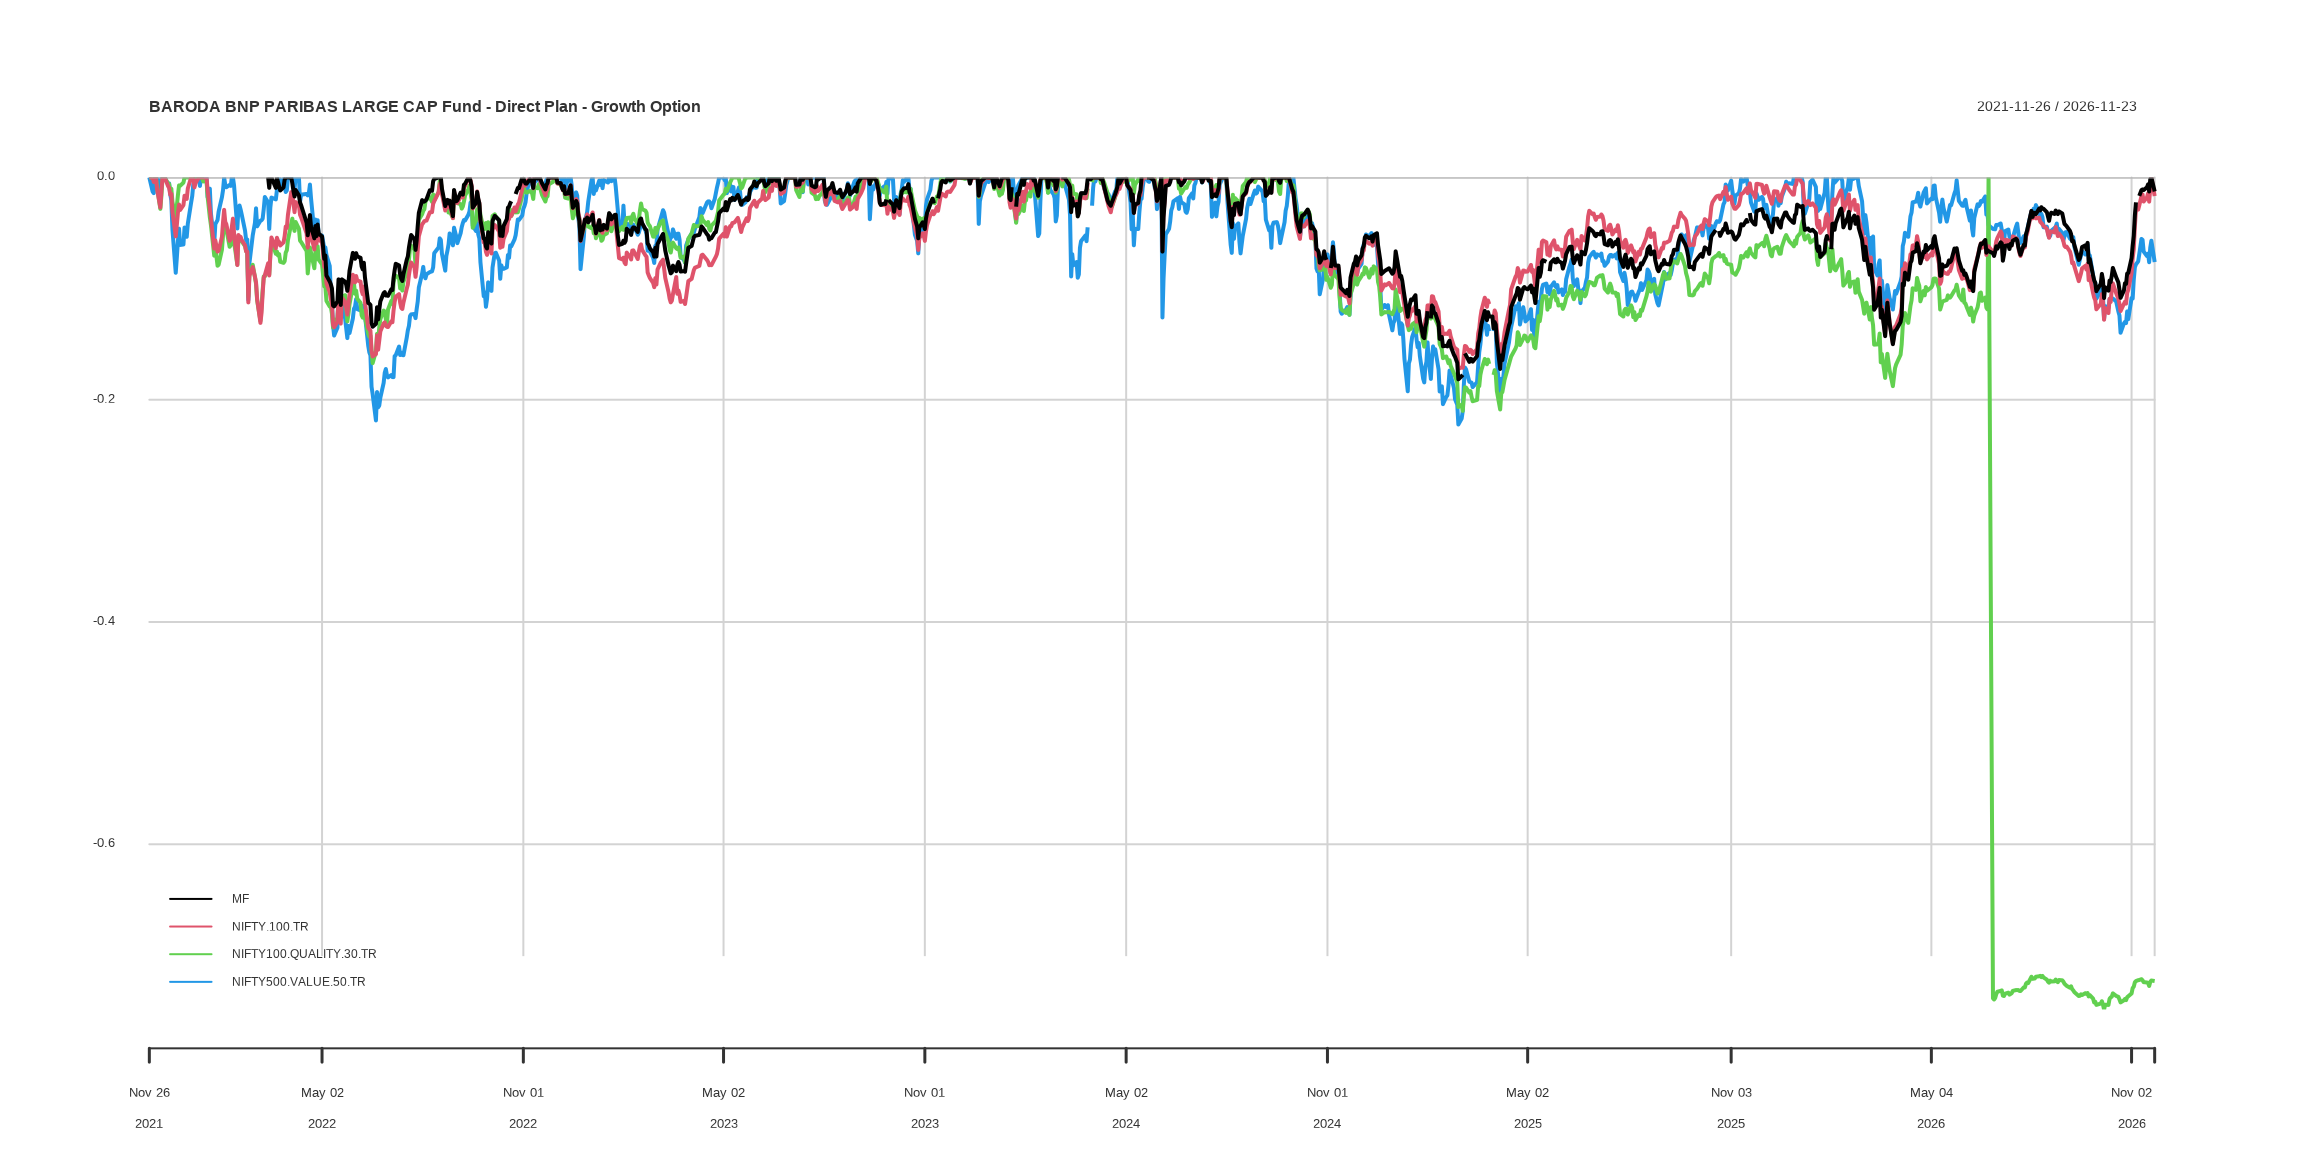 BARODA BNP PARIBAS LARGE CAP Fund - Direct Plan - Growth Option
2021-11-26 / 2026-11-23
0.0
-0.2
-0.4
-0.6
MF
NIFTY.100.TR
NIFTY100.QUALITY.30.TR
NIFTY500.VALUE.50.TR
Nov 26 May 02 Nov 01 May 02 Nov 01 May 02 Nov 01 May 02 Nov 03 May 04 Nov 02
2021 2022 2022 2023 2023 2024 2024 2025 2025 2026 2026